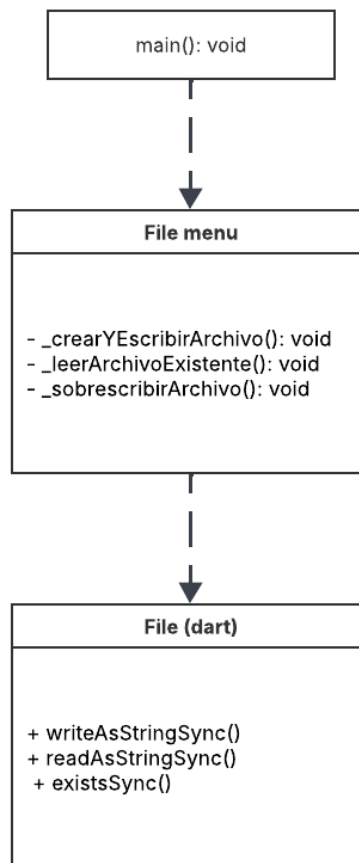 main(): void
File menu
- _crearYEscribirArchivo(): void
- _leerArchivoExistente(): void
- _sobrescribirArchivo(): void
File (dart)
+ writeAsStringSync()
+ readAsStringSync()
+ existsSync()